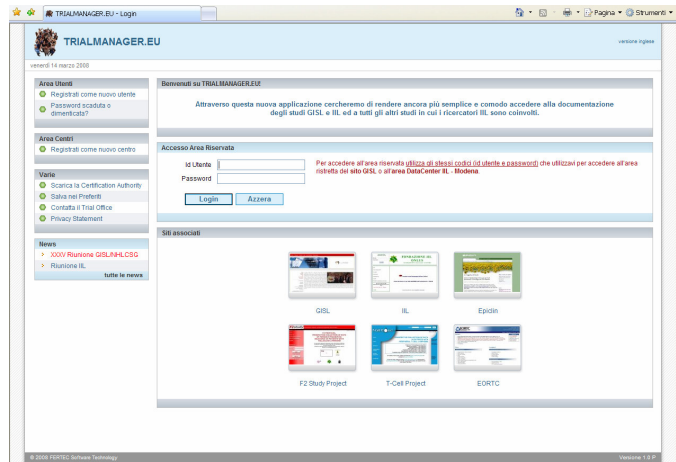 TRIALMANAGER.EU - Login
Pagina
Strumenti
TRIALMANAGER.EU
versione inglese
venerdì 14 marzo 2008
Area Utenti
Registrati come nuovo utente
Password scaduta o
dimenticata?
Area Centri
Registrati come nuovo centro
Varie
Scarica la Certification Authority
Salva nei Preferiti
Contatta il Trial Office
Privacy Statement
News
XXXV Riunione GISL/NHLCSG
Riunione IIL
tutte le news
Benvenuti su TRIALMANAGER.EU!
Attraverso questa nuova applicazione cercheremo di rendere ancora più semplice e comodo accedere alla documentazione
degli studi GISL e IIL ed a tutti gli altri studi in cui i ricercatori IIL sono coinvolti.
Accesso Area Riservata
Id Utente
Password
Login Azzera
Per accedere all'area riservata utilizza gli stessi codici (id utente e password) che utilizzavi per accedere all'area
ristretta del sito GISL o all'area DataCenter IIL - Modena.
Siti associati
GISL IIL Epiclin
F2 Study Project T-Cell Project EORTC
© 2008 FERTEC Software Technology
Versione 1.0 P